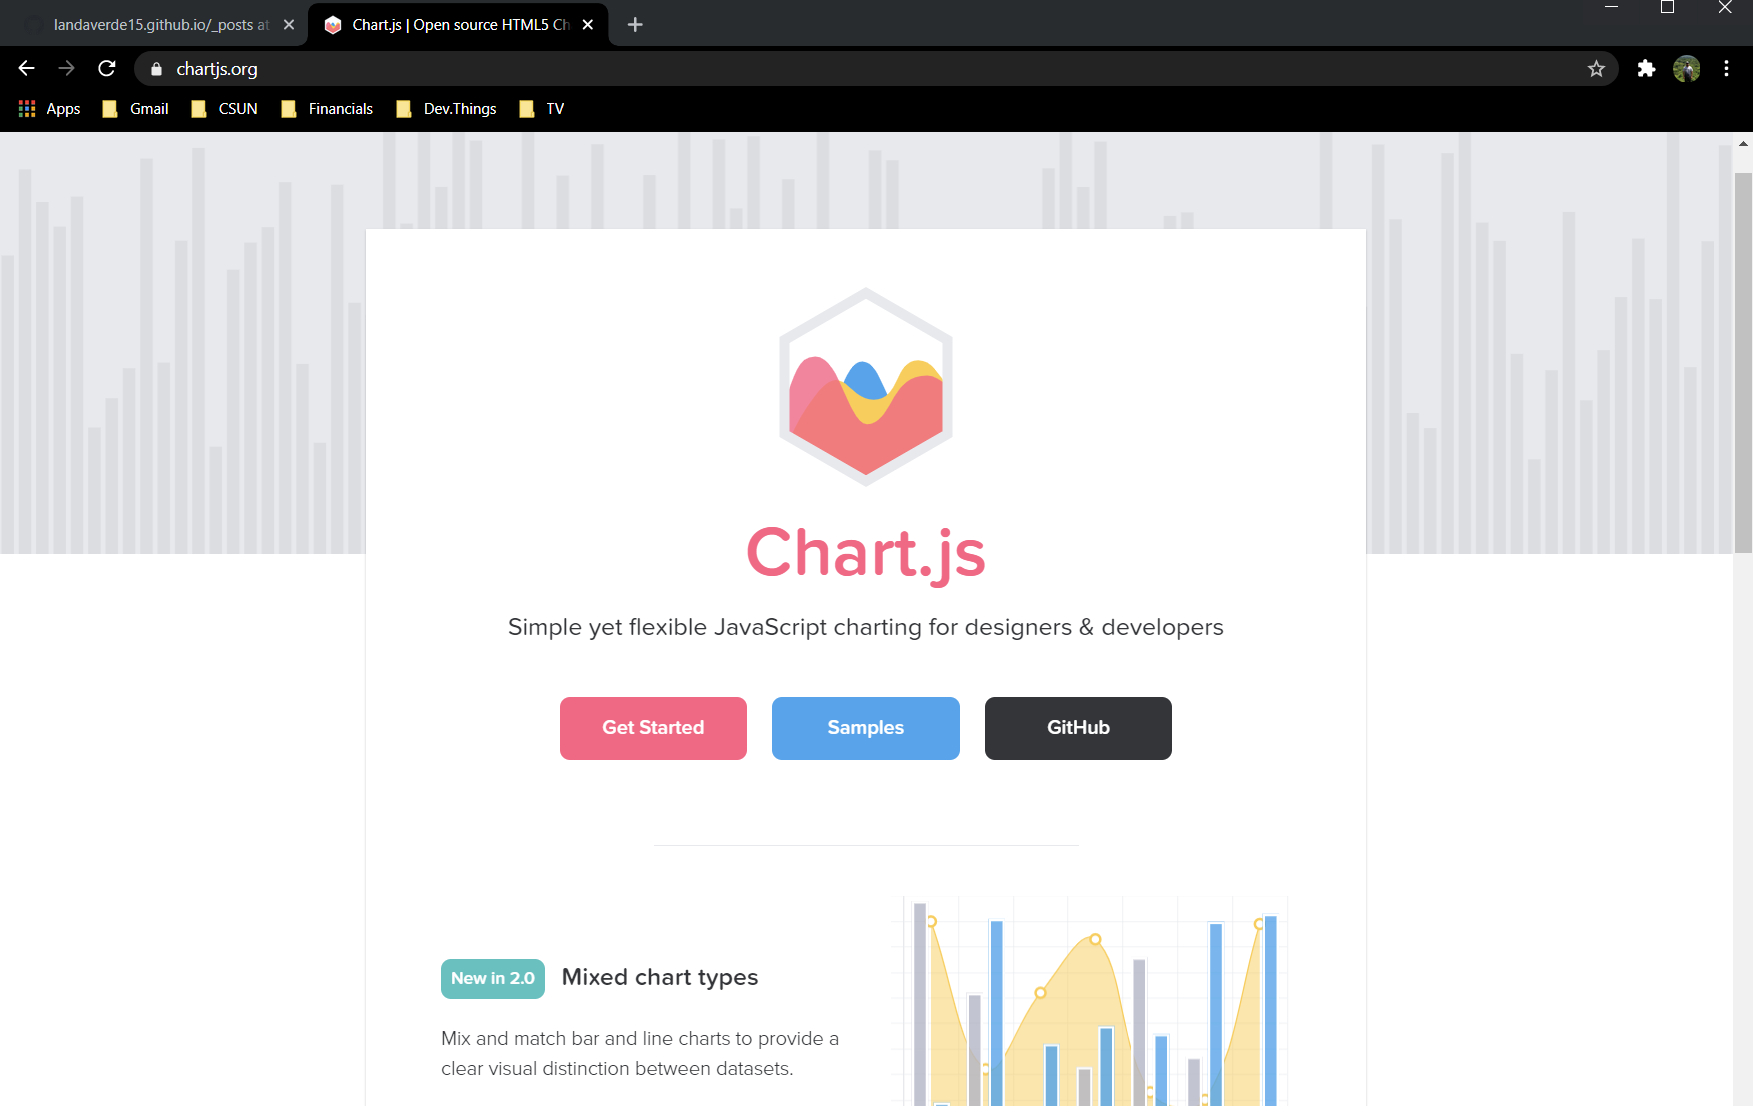 landaverde15.github.io/_posts at
Chart.js | Open source HTML5 Ch
chartjs.org
Apps Gmail CSUN Financials Dev.Things TV
Chart.js
Simple yet flexible JavaScript charting for designers & developers
Get Started Samples GitHub
New in 2.0 Mixed chart types
Mix and match bar and line charts to provide a
clear visual distinction between datasets.